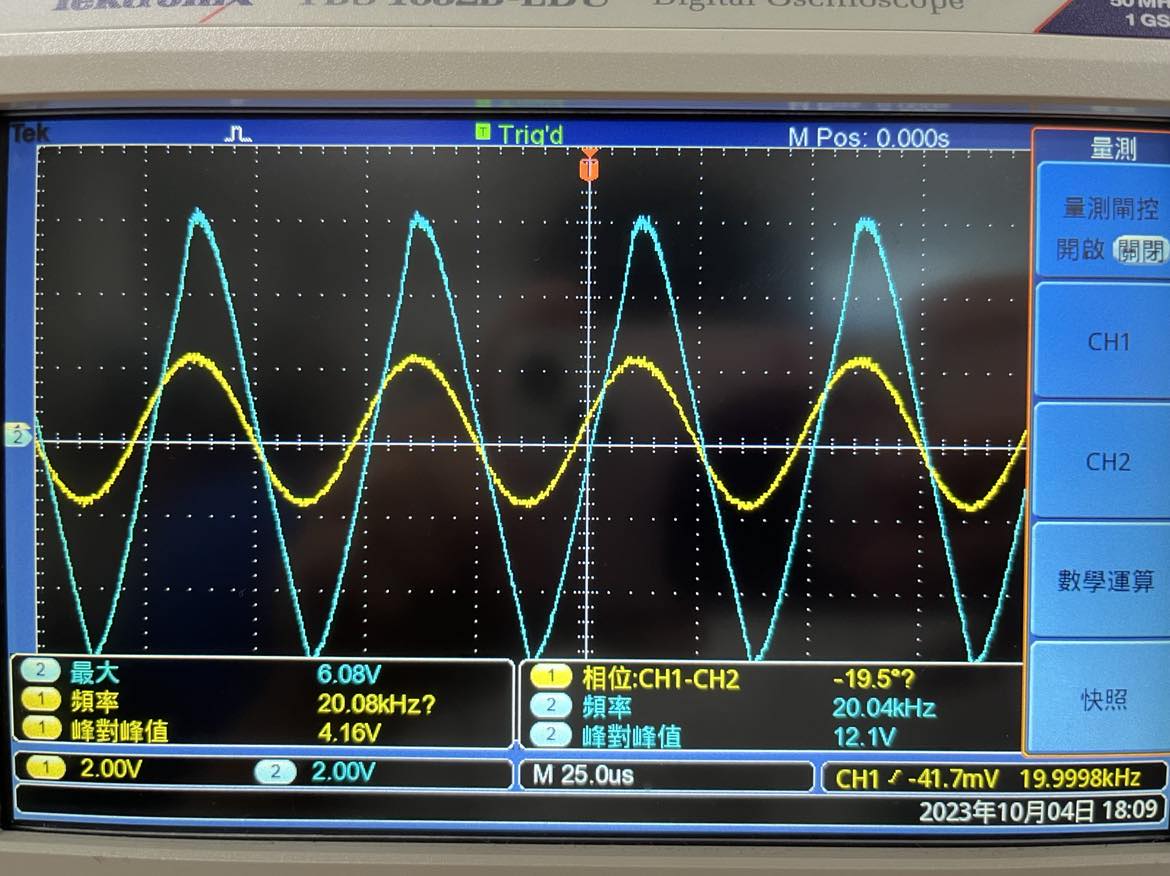 Tektronix TBS 1052B-EDU Digital Oscilloscope
1 GS
Tek T Trig'd M Pos: 0.000s
T
2
量測
量測閘控
開啟 關閉
CH1
CH2
數學運算
快照
2 最大 6.08V
1 頻率 20.08kHz?
1 峰對峰值 4.16V
1 相位:CH1-CH2 -19.5°?
2 頻率 20.04kHz
2 峰對峰值 12.1V
1 2.00V 2 2.00V M 25.0us CH1 -41.7mV 19.9998kHz
2023年10月04日 18:09